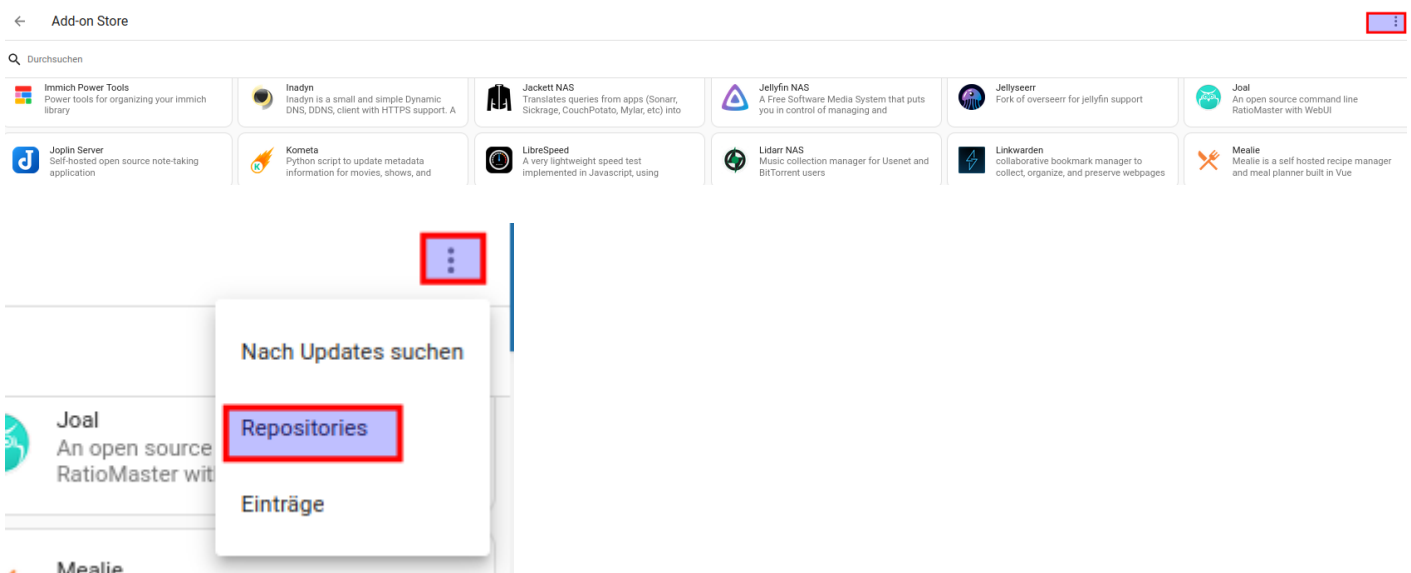 Add-on Store
Durchsuchen
Immich Power Tools
Power tools for organizing your immich
library
Inadyn
Inadyn is a small and simple Dynamic
DNS, DDNS, client with HTTPS support. A
Jackett NAS
Translates queries from apps (Sonarr,
Sickrage, CouchPotato, Mylar, etc) into
Jellyfin NAS
A Free Software Media System that puts
you in control of managing and
Jellyseerr
Fork of overseerr for jellyfin support
Joal
An open source command line
RatioMaster with WebUI
Joplin Server
Self-hosted open source note-taking
application
Kometa
Python script to update metadata
information for movies, shows, and
LibreSpeed
A very lightweight speed test
implemented in Javascript, using
Lidarr NAS
Music collection manager for Usenet and
BitTorrent users
Linkwarden
collaborative bookmark manager to
collect, organize, and preserve webpages
Mealie
Mealie is a self hosted recipe manager
and meal planner built in Vue
Nach Updates suchen
Repositories
Einträge
Joal
An open source
RatioMaster wit
Mealie